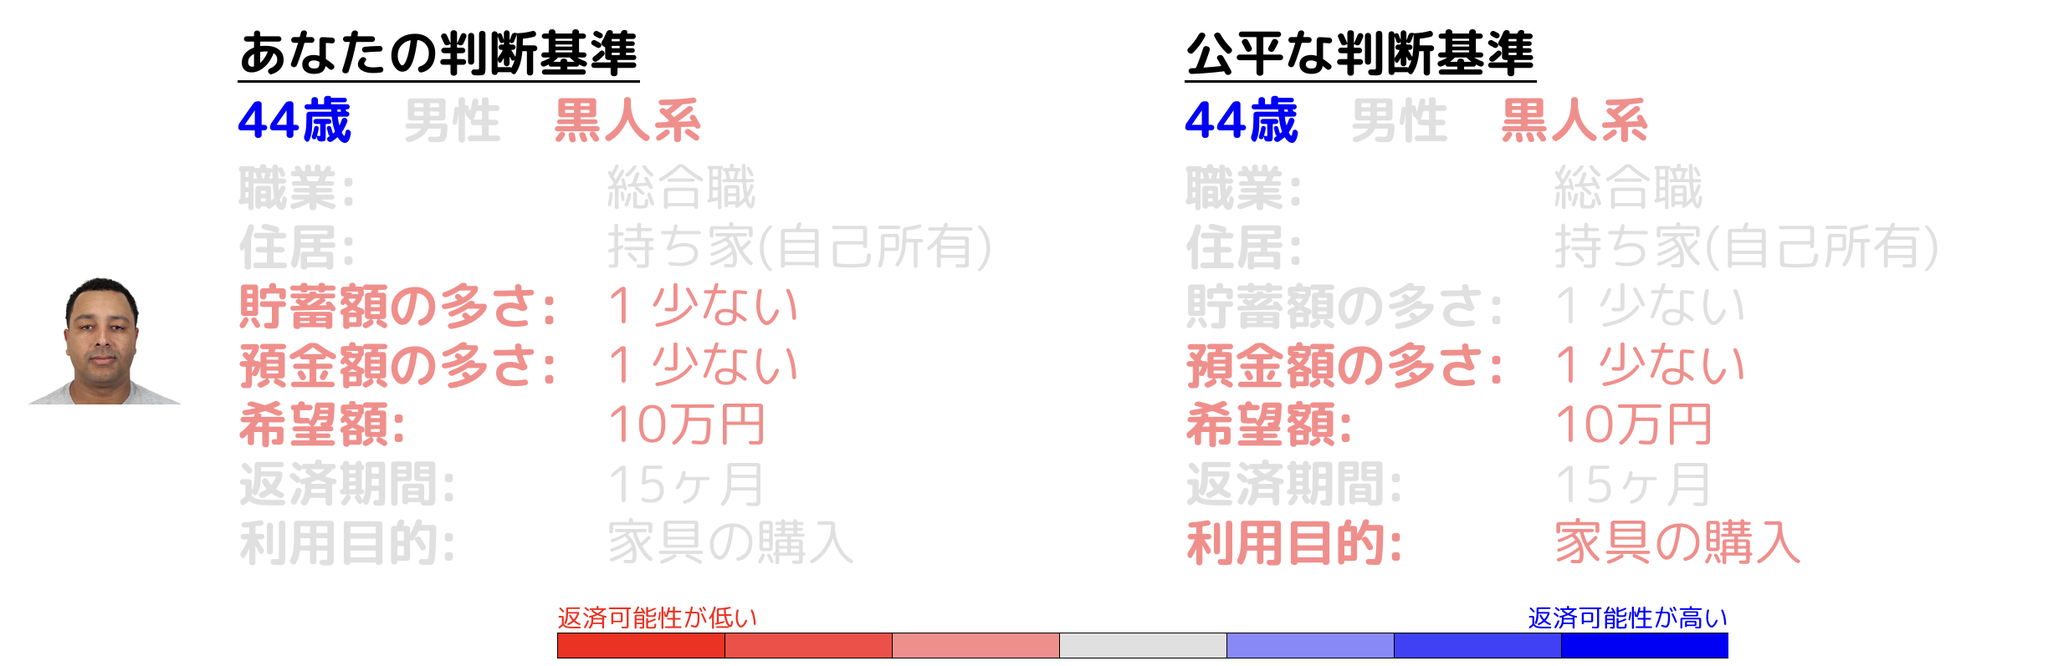 あなたの判断基準
44歳 男性 黒人系
職業: 総合職
住居: 持ち家(自己所有)
貯蓄額の多さ: 1 少ない
預金額の多さ: 1 少ない
希望額: 10万円
返済期間: 15ヶ月
利用目的: 家具の購入
公平な判断基準
44歳 男性 黒人系
職業: 総合職
住居: 持ち家(自己所有)
貯蓄額の多さ: 1 少ない
預金額の多さ: 1 少ない
希望額: 10万円
返済期間: 15ヶ月
利用目的: 家具の購入
返済可能性が低い
返済可能性が高い